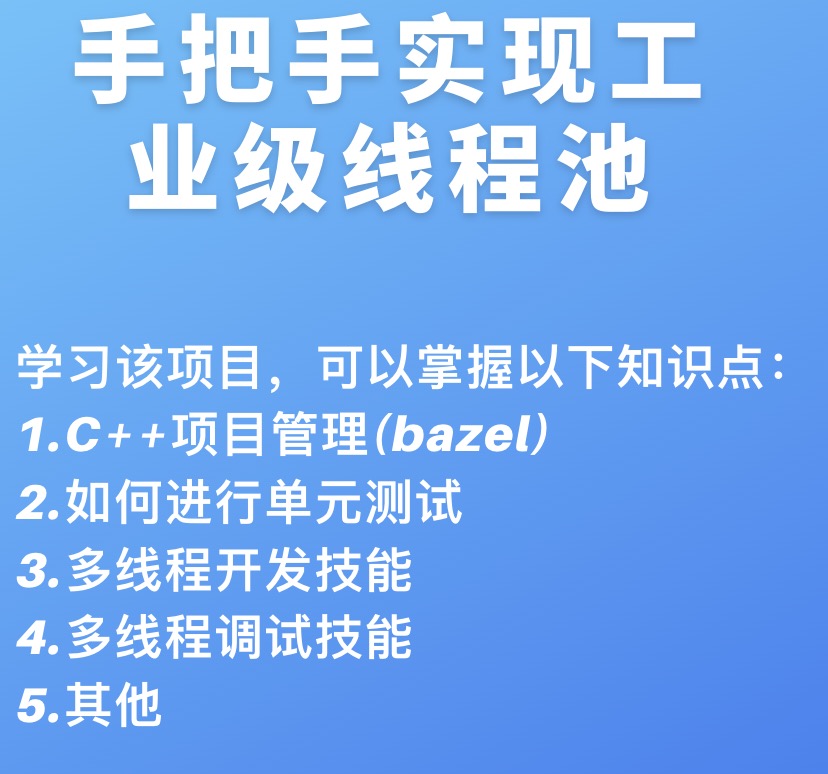 手把手实现工
业级线程池
学习该项目，可以掌握以下知识点：
1.C++项目管理(bazel)
2.如何进行单元测试
3.多线程开发技能
4.多线程调试技能
5.其他